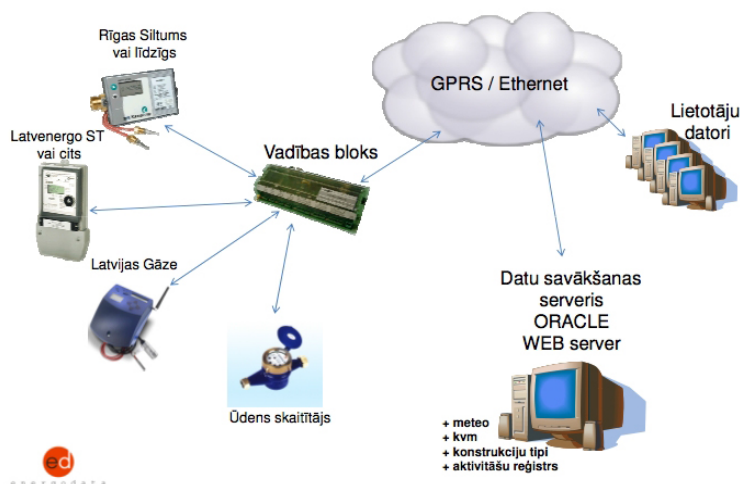 Rīgas Siltums
vai līdzīgs
GPRS / Ethernet
Lietotāju
datori
Latvenergo ST
vai cits
Vadības bloks
Latvijas Gāze
Datu savākšanas
serveris
ORACLE
WEB server
Ūdens skaitītājs
+ meteo
+ kvm
+ konstrukciju tipi
+ aktivitāšu reģistrs
ed